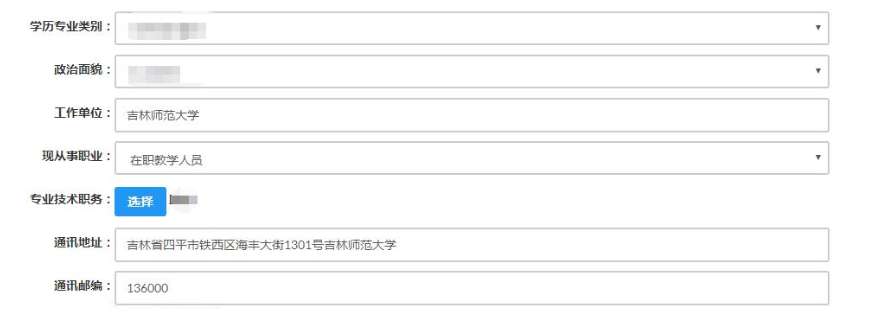 学历专业类别：
政治面貌：
工作单位： 吉林师范大学
现从事职业： 在职教学人员
专业技术职务： 选择
通讯地址： 吉林省四平市铁西区海丰大街1301号吉林师范大学
通讯邮编： 136000